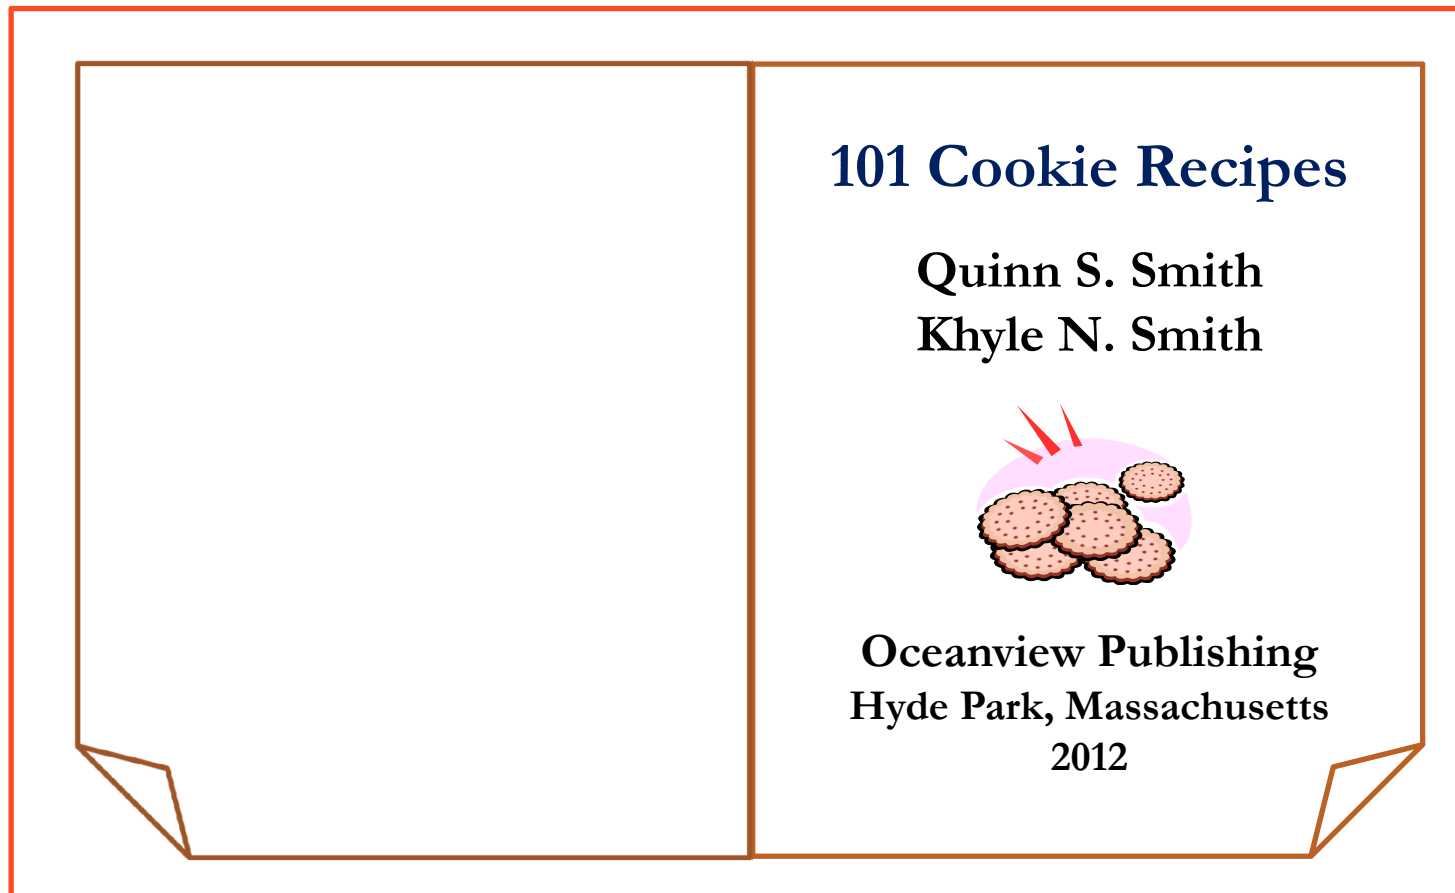 101 Cookie Recipes
Quinn S. Smith
Khyle N. Smith
Oceanview Publishing
Hyde Park, Massachusetts
2012